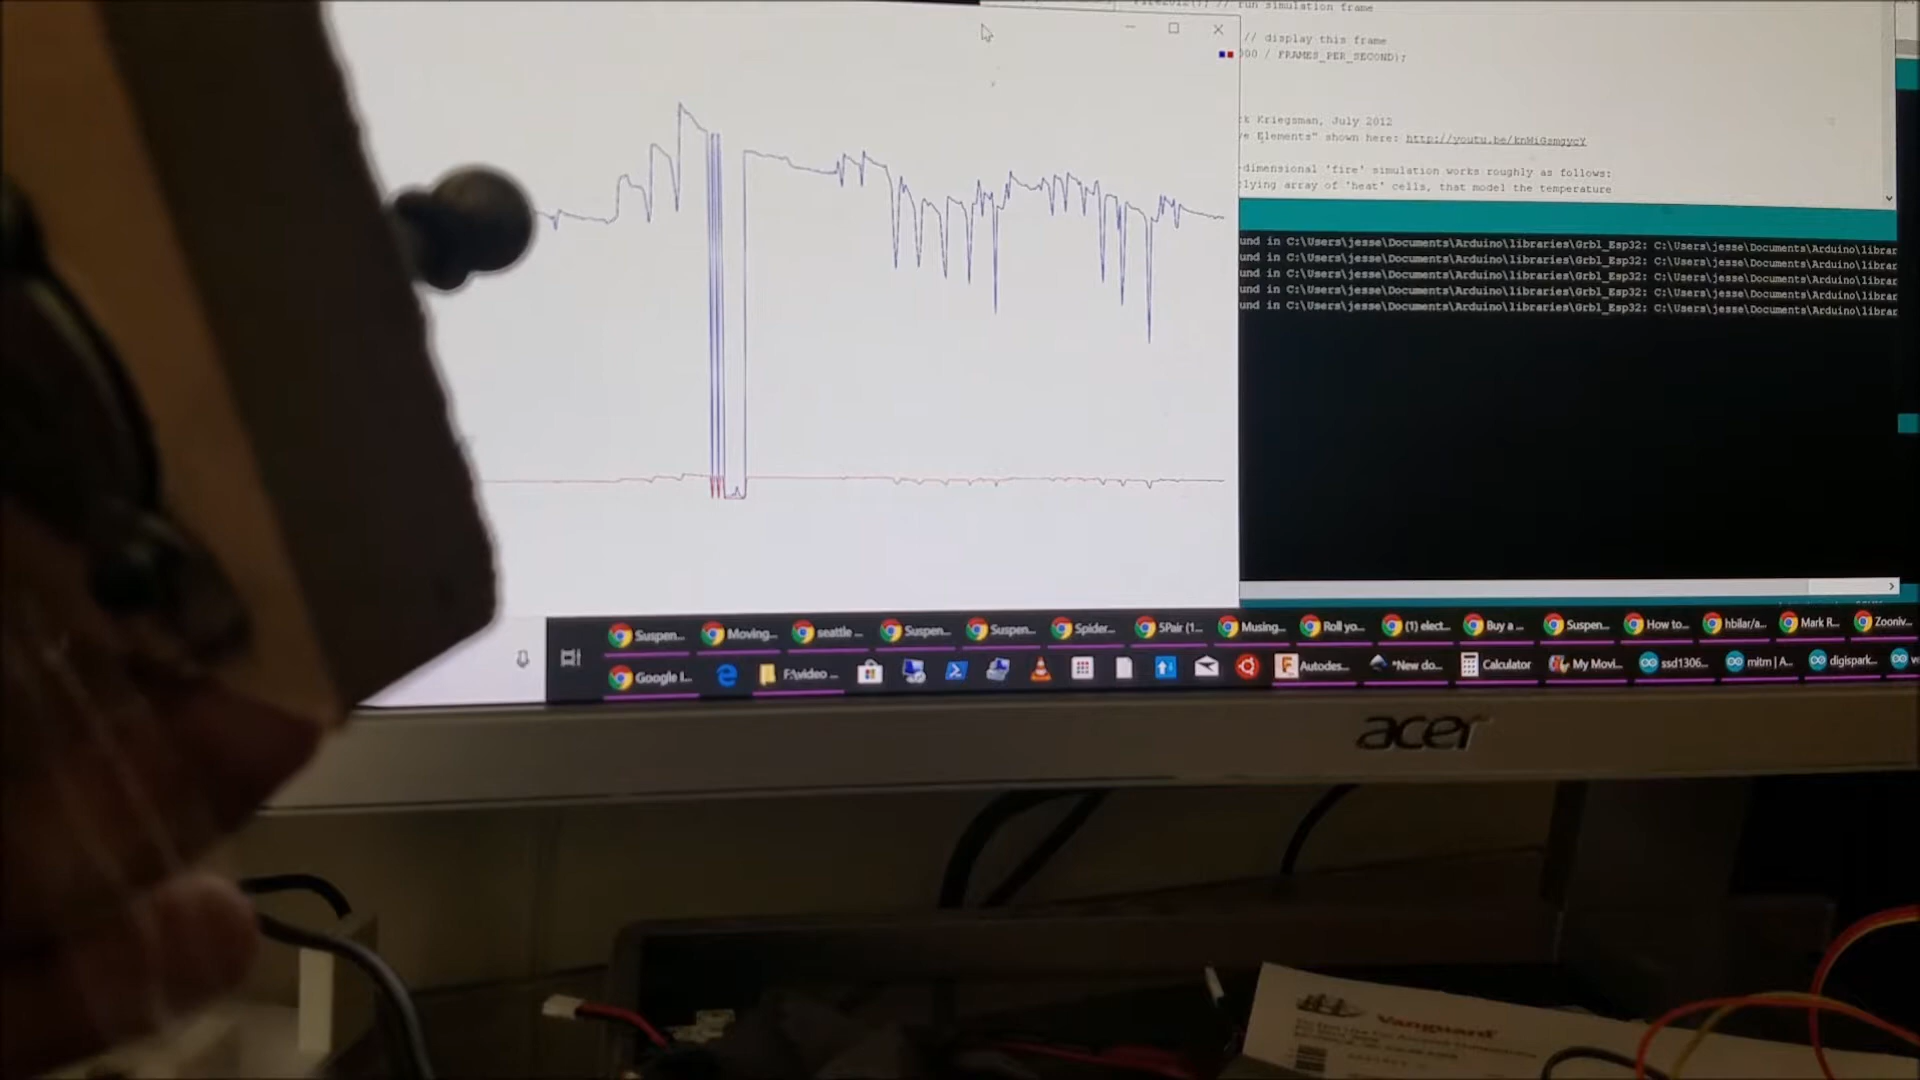 run simulation frame
// display this frame
/ FRAMES_PER_SECOND);
Kriegsman, July 2012
Elements" shown here: http://youtu.be/knWiGsmgycY
dimensional 'fire' simulation works roughly as follows:
lying array of 'heat' cells, that model the temperature
und in C:\Users\jesse\Documents\Arduino\libraries\Grbl_Esp32: C:\Users\jesse\Documents\Arduino\librar
und in C:\Users\jesse\Documents\Arduino\libraries\Grbl_Esp32: C:\Users\jesse\Documents\Arduino\librar
und in C:\Users\jesse\Documents\Arduino\libraries\Grbl_Esp32: C:\Users\jesse\Documents\Arduino\librar
und in C:\Users\jesse\Documents\Arduino\libraries\Grbl_Esp32: C:\Users\jesse\Documents\Arduino\librar
und in C:\Users\jesse\Documents\Arduino\libraries\Grbl_Esp32: C:\Users\jesse\Documents\Arduino\librar
Suspen... Moving... seattle ... Suspen... Suspen... Spider... 5Pair (1... Musing... Roll yo... (1) elect... Buy a ... Suspen... How to... hbilar/a... Mark R... Zooniv...
Google I... F:\video ... Autodes... *New do... Calculator My Movi... ssd1306... mitm | A... digispark... ve
acer
Vanguard